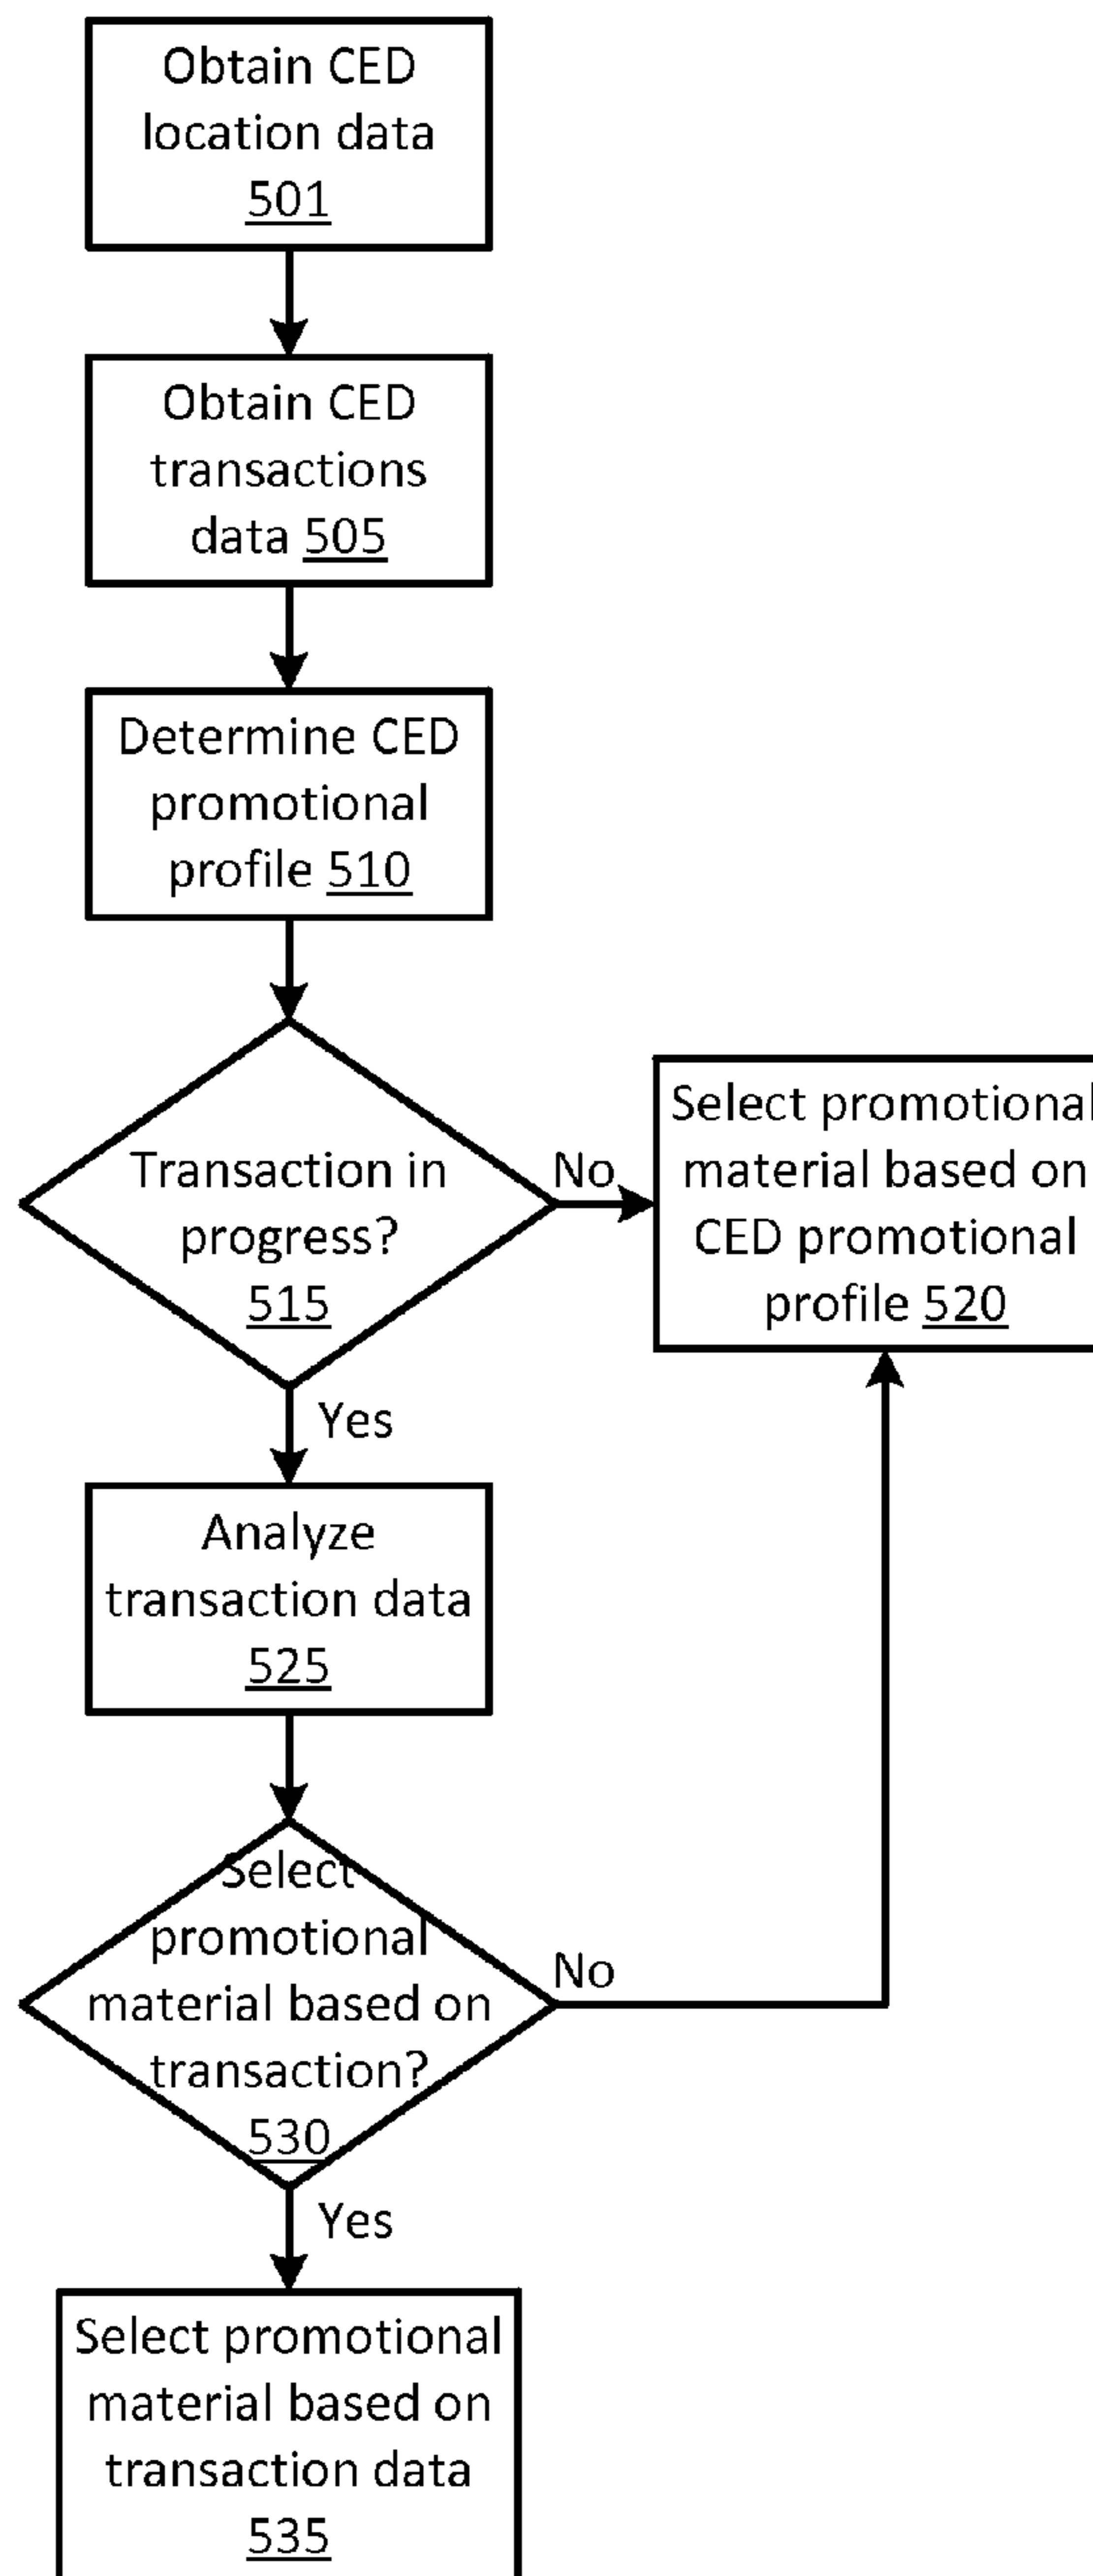 Obtain CED
location data
501
Obtain CED
transactions
data 505
Determine CED
promotional
profile 510
Transaction in
progress?
515
No
Select promotional
material based on
CED promotional
profile 520
Yes
Analyze
transaction data
525
Select
promotional
material based on
transaction?
530
No
Yes
Select promotional
material based on
transaction data
535